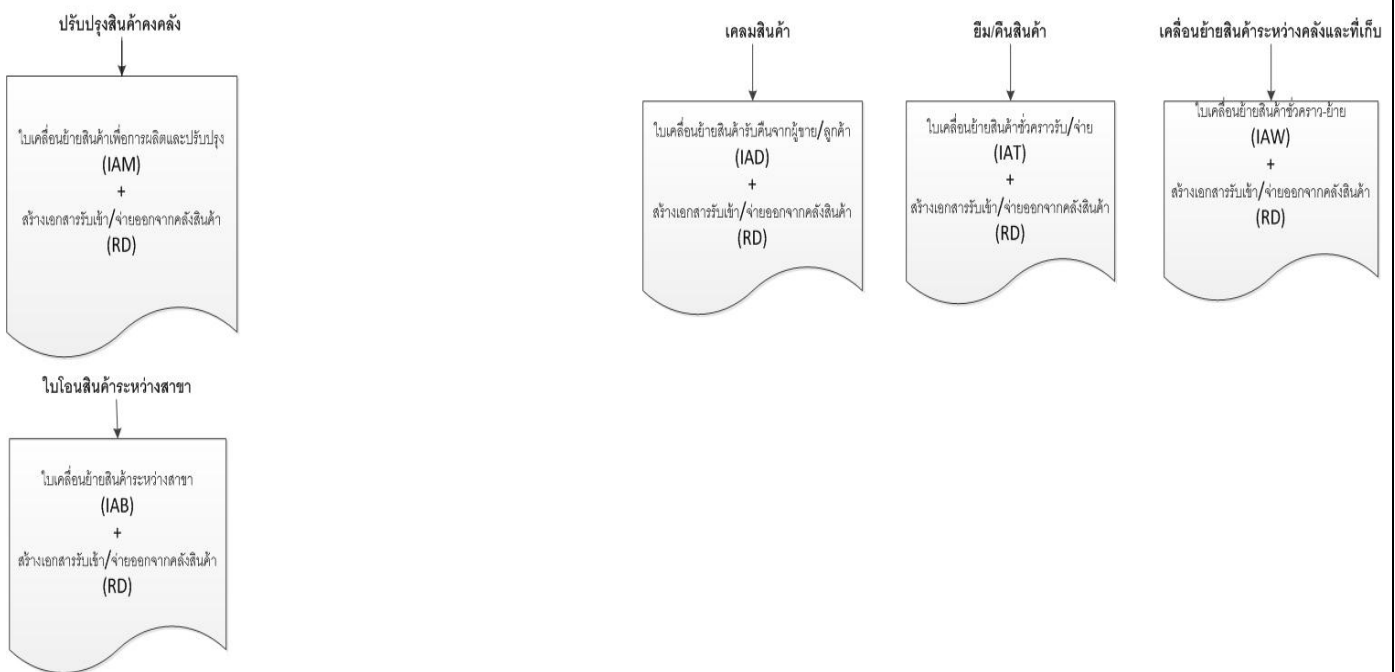 ปรับปรุงสินค้าคงคลัง
ใบเคลื่อนย้ายสินค้าเพื่อการผลิตและปรับปรุง
(IAM)
+
สร้างเอกสารรับเข้า/จ่ายออกจากคลังสินค้า
(RD)
เคลมสินค้า
ใบเคลื่อนย้ายสินค้ารับคืนจากผู้ขาย/ลูกค้า
(IAD)
+
สร้างเอกสารรับเข้า/จ่ายออกจากคลังสินค้า
(RD)
ยืม/คืนสินค้า
ใบเคลื่อนย้ายสินค้าชั่วคราวรับ/จ่าย
(IAT)
+
สร้างเอกสารรับเข้า/จ่ายออกจากคลังสินค้า
(RD)
เคลื่อนย้ายสินค้าระหว่างคลังและที่เก็บ
ใบเคลื่อนย้ายสินค้าชั่วคราว-ย้าย
(IAW)
+
สร้างเอกสารรับเข้า/จ่ายออกจากคลังสินค้า
(RD)
ใบโอนสินค้าระหว่างสาขา
ใบเคลื่อนย้ายสินค้าระหว่างสาขา
(IAB)
+
สร้างเอกสารรับเข้า/จ่ายออกจากคลังสินค้า
(RD)